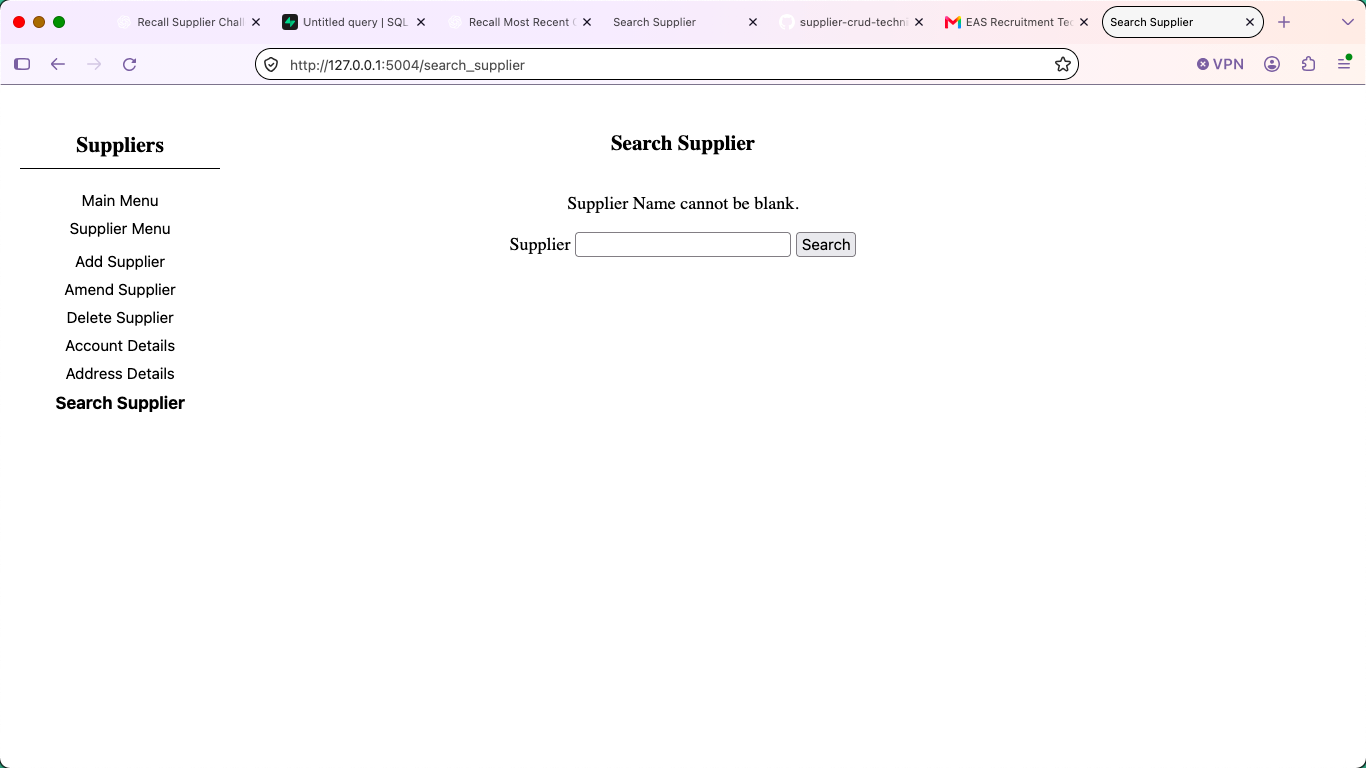 Recall Supplier Chall
Untitled query | SQL
Recall Most Recent
Search Supplier
supplier-crud-techni
EAS Recruitment Tec
Search Supplier
http://127.0.0.1:5004/search_supplier
VPN
Suppliers
Main Menu
Supplier Menu
Add Supplier
Amend Supplier
Delete Supplier
Account Details
Address Details
Search Supplier
Search Supplier
Supplier Name cannot be blank.
Supplier Search